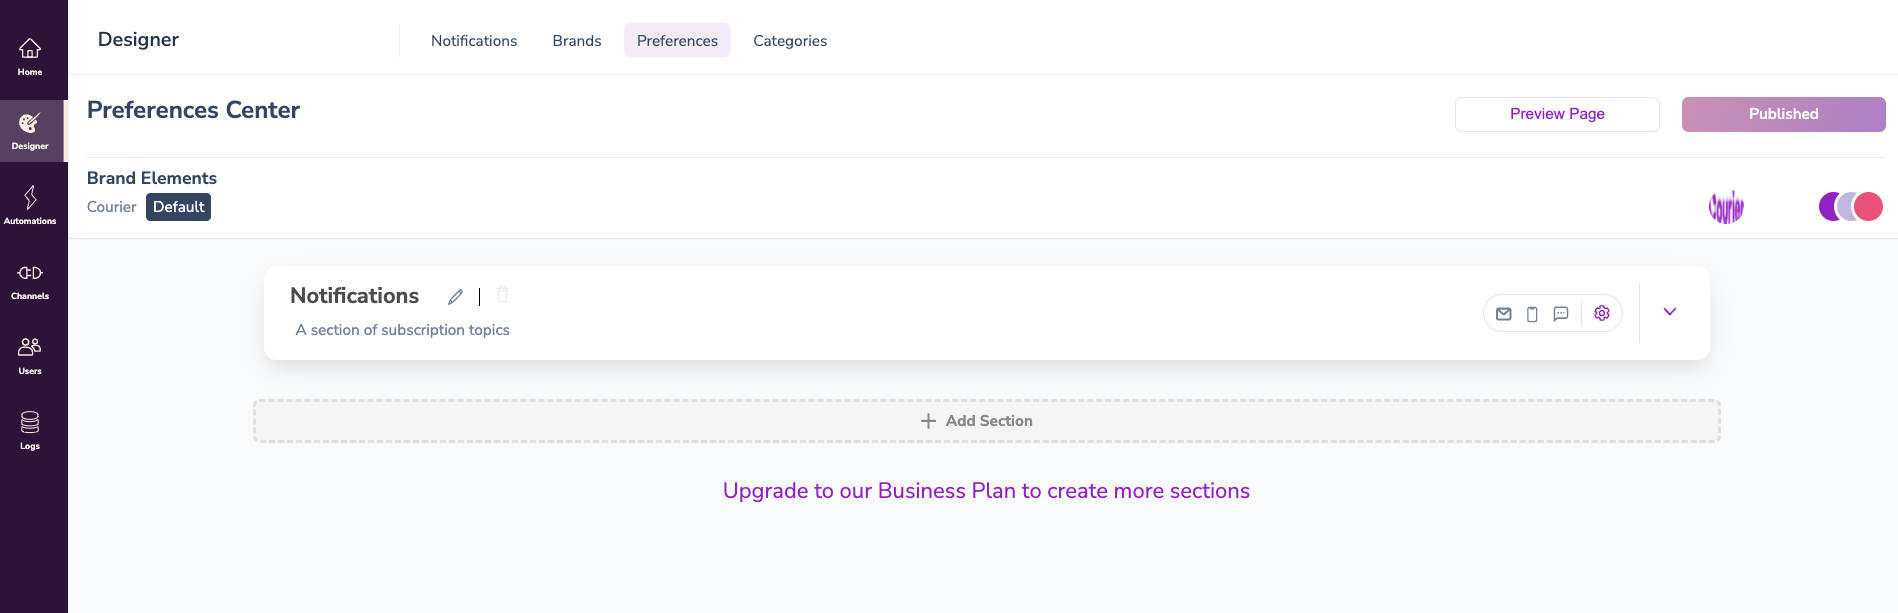 Designer
Notifications
Brands
Preferences
Categories
Home
Designer
Automations
Channels
Users
Logs
Preferences Center
Preview Page
Published
Brand Elements
Courier Default
Courier
Notifications
A section of subscription topics
Add Section
Upgrade to our Business Plan to create more sections